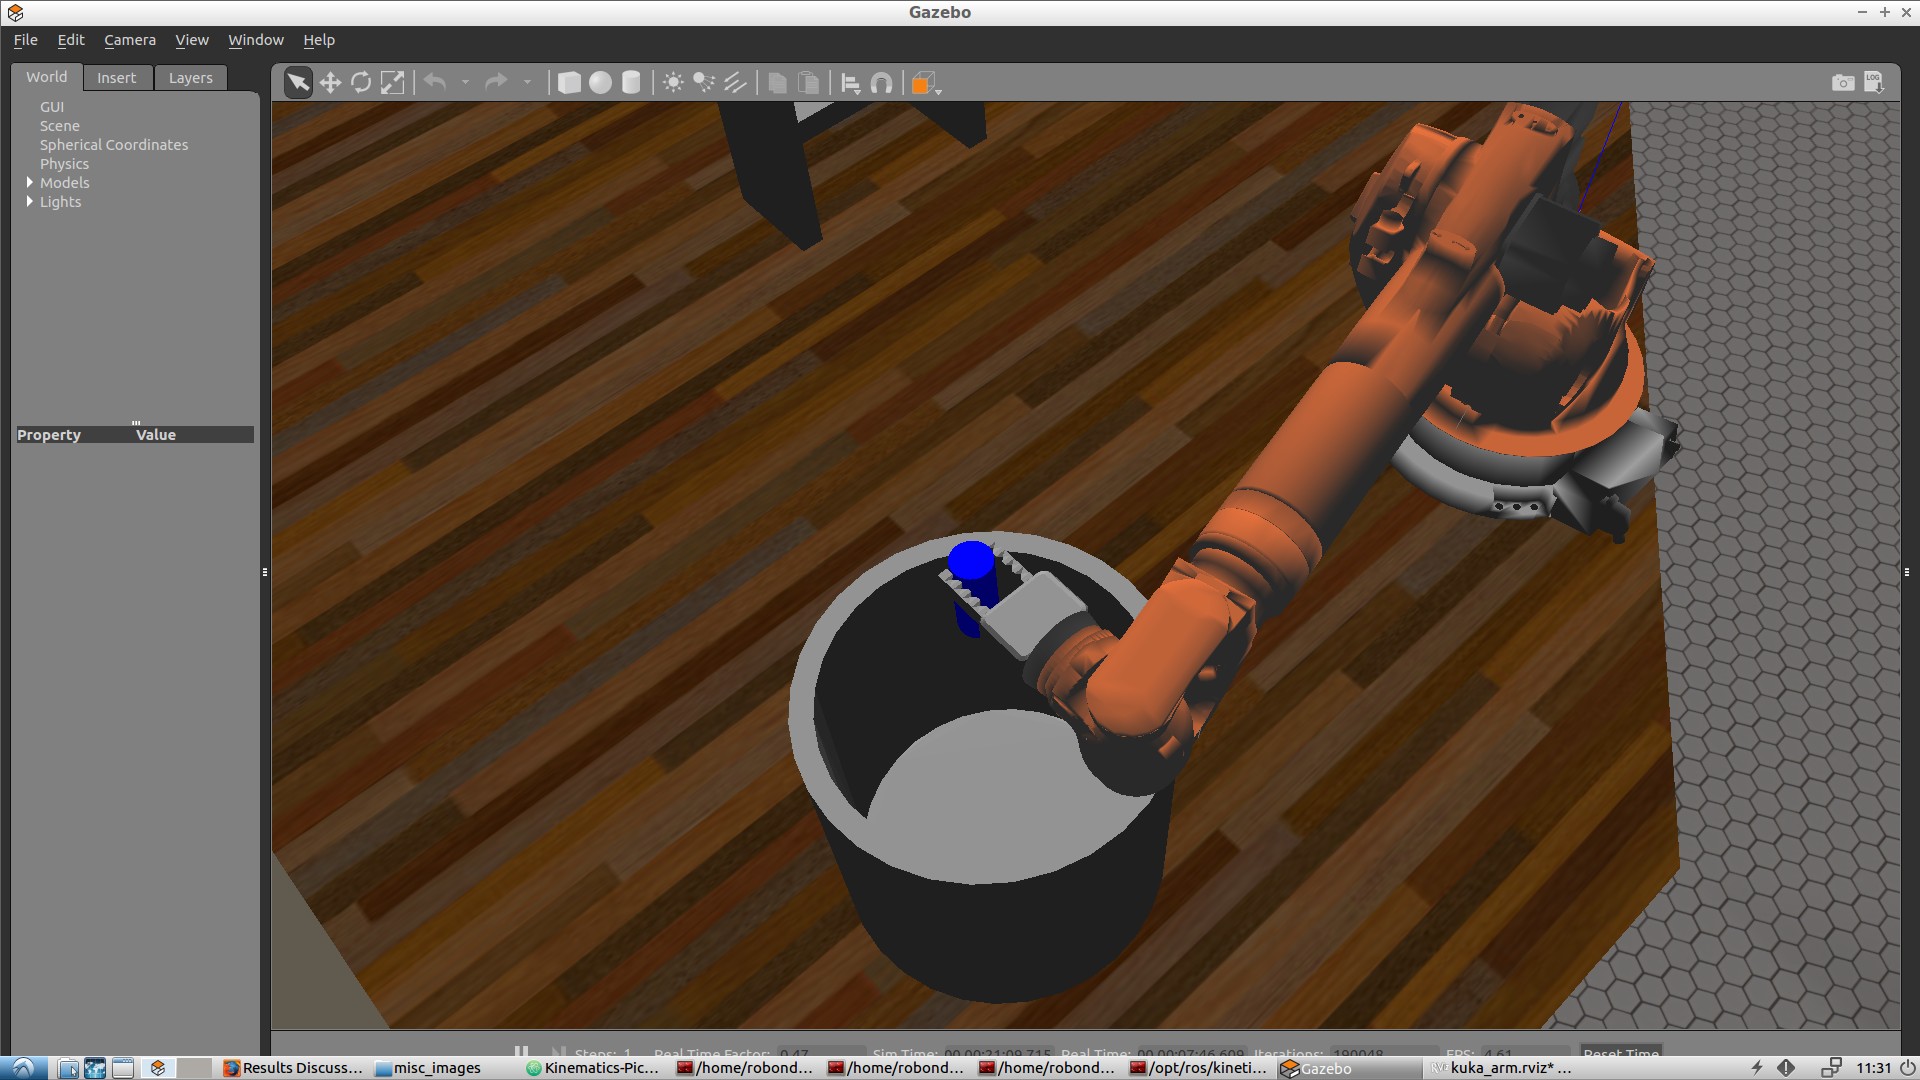 Gazebo
File Edit Camera View Window Help
World Insert Layers
LOG
GUI
Scene
Spherical Coordinates
Physics
Models
Lights
Property Value
Steps: 1 Real Time Factor: 0.47 Sim Time: 00 00:21:09.715 Real Time: 00 00:07:46.609 Iterations: 190048 FPS: 4.61 Reset Time
Results Discuss... misc_images Kinematics-Pic... /home/robond... /home/robond... /home/robond... /opt/ros/kineti... Gazebo kuka_arm.rviz* ... 11:31